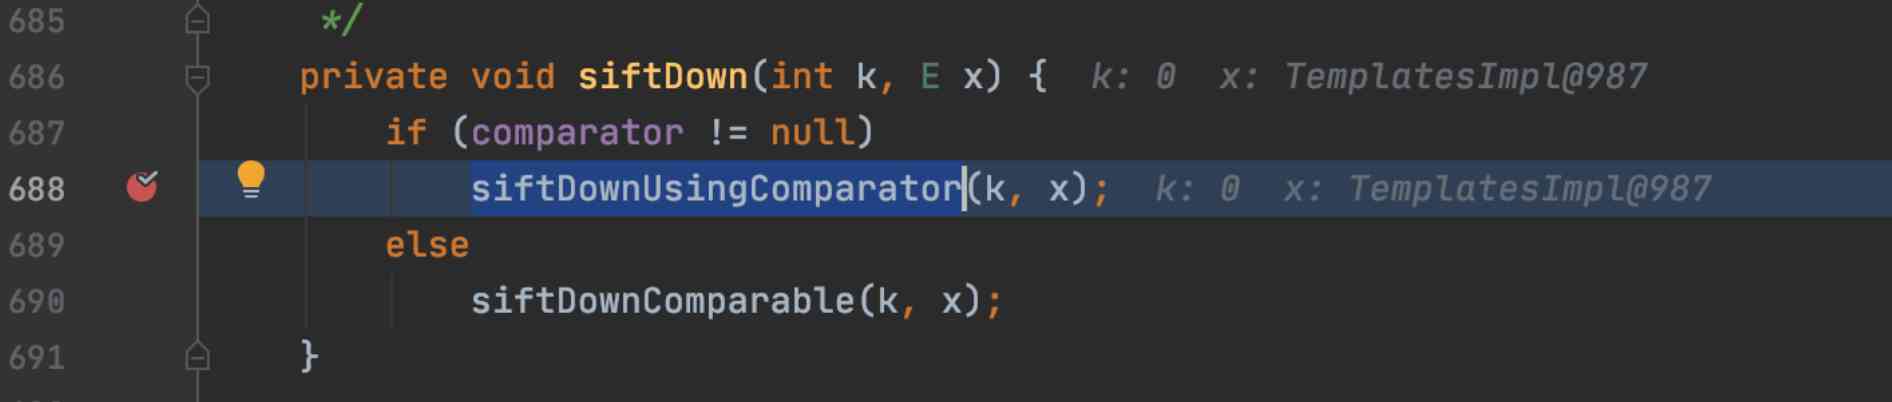 685 */
686 private void siftDown(int k, E x) { k: 0 x: TemplatesImpl@987
687 if (comparator != null)
688 siftDownUsingComparator(k, x); k: 0 x: TemplatesImpl@987
689 else
690 siftDownComparable(k, x);
691 }